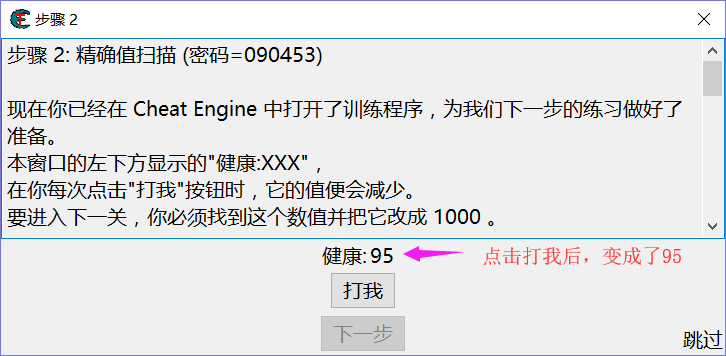 步骤 2
步骤 2: 精确值扫描 (密码=090453)
现在你已经在 Cheat Engine 中打开了训练程序，为我们下一步的练习做好了
准备。
本窗口的左下方显示的"健康:XXX"，
在你每次点击"打我"按钮时，它的值便会减少。
要进入下一关，你必须找到这个数值并把它改成 1000 。
健康: 95
点击打我后，变成了95
打我
下一步
跳过